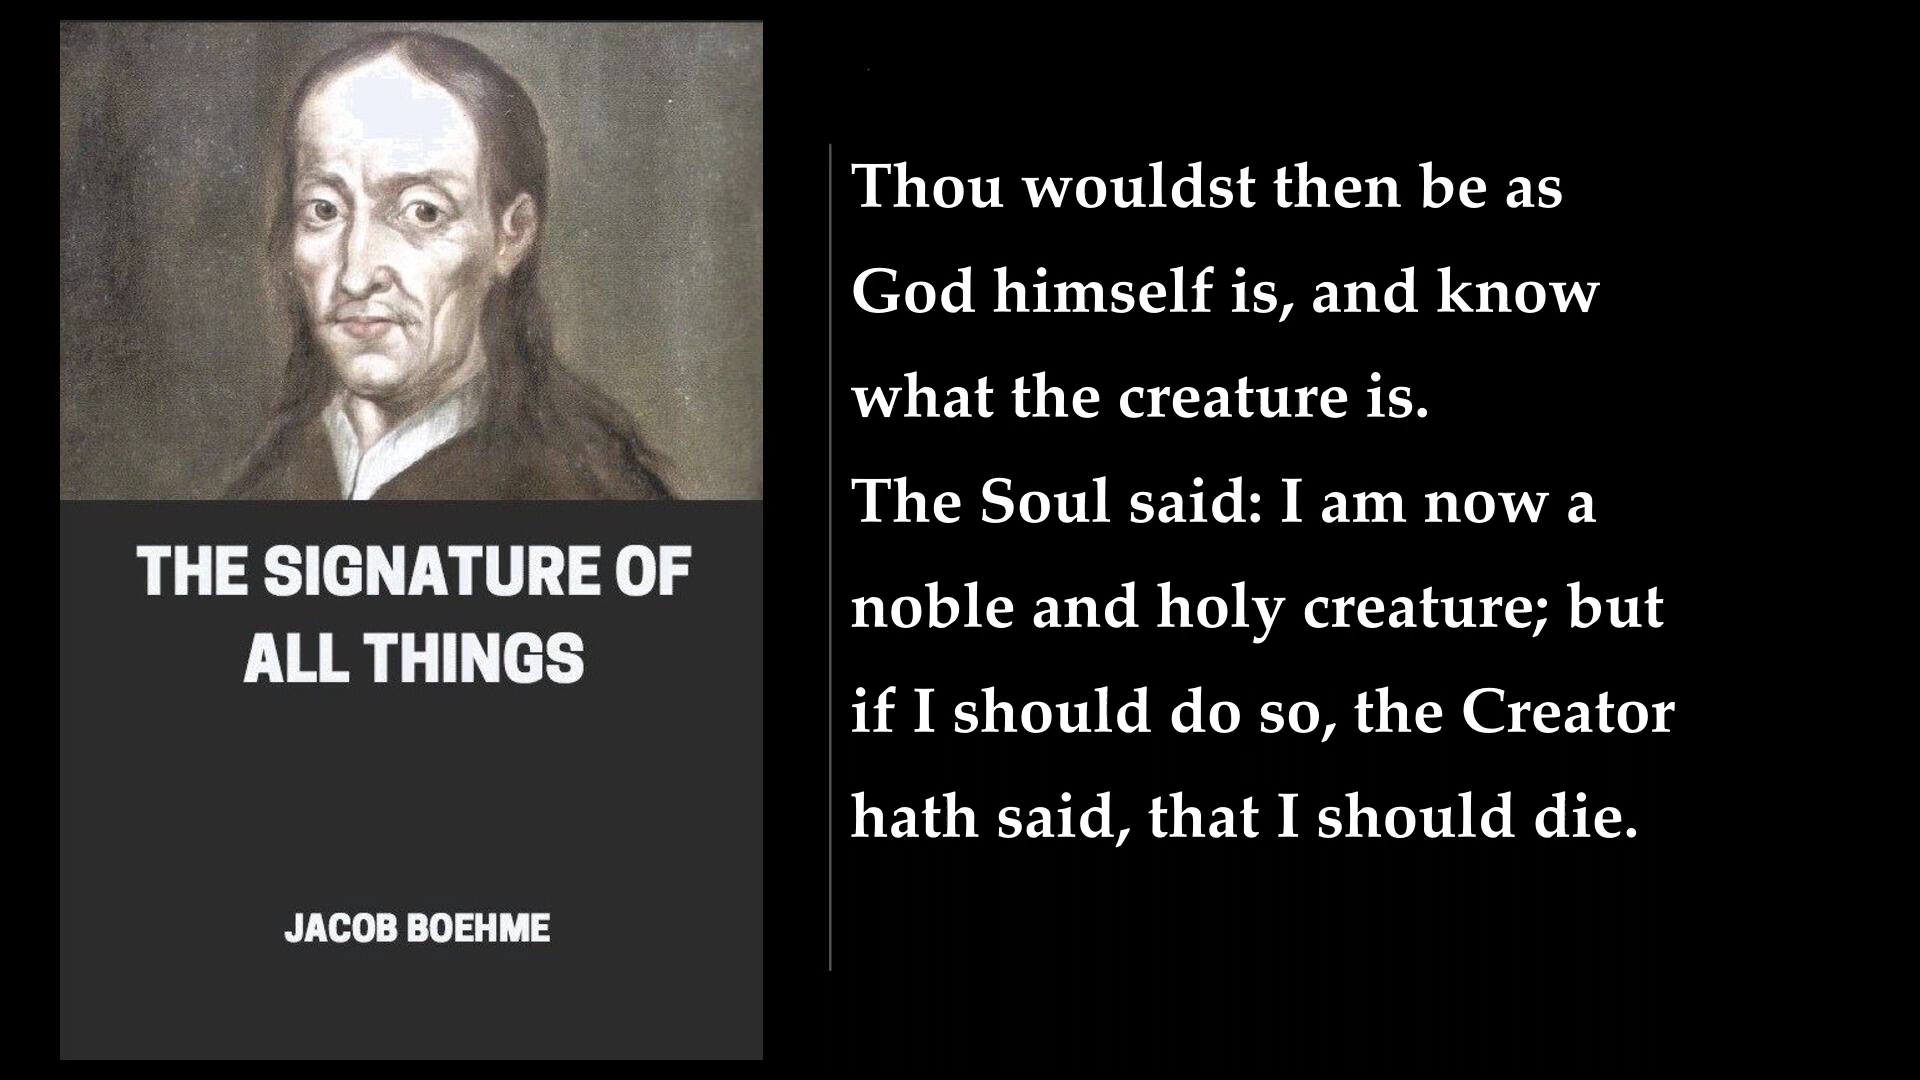 THE SIGNATURE OF
ALL THINGS
JACOB BOEHME
Thou wouldst then be as
God himself is, and know
what the creature is.
The Soul said: I am now a
noble and holy creature; but
if I should do so, the Creator
hath said, that I should die.